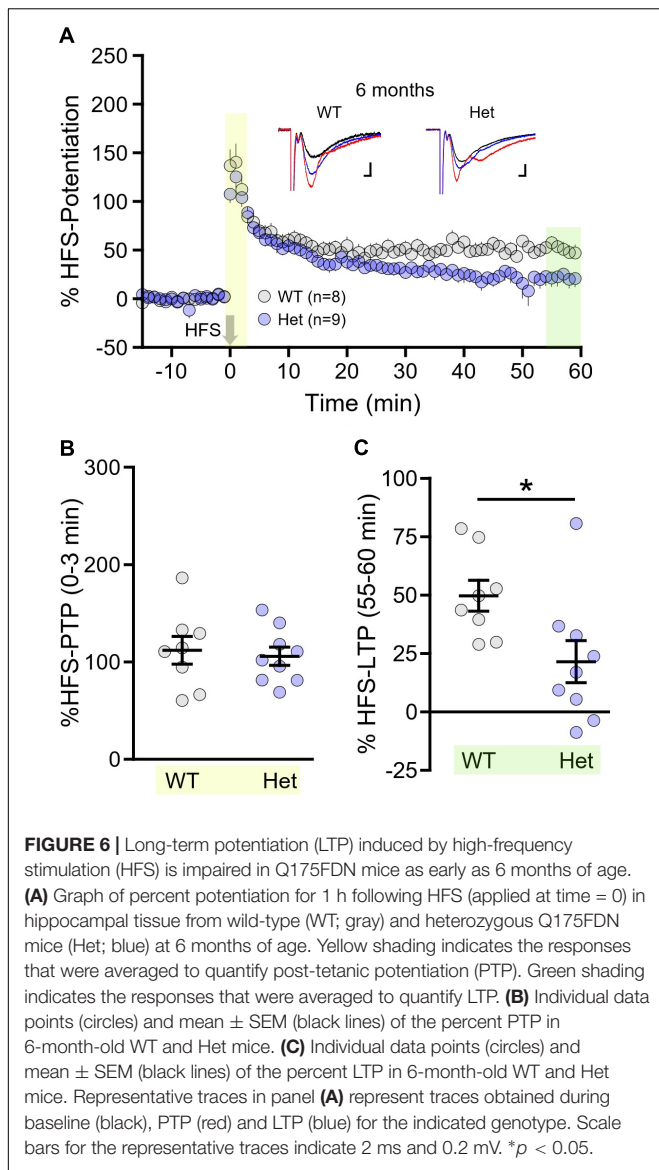 A
250
200
150
100
50
0
-50
% HFS-Potentiation
6 months
WT
Het
WT (n=8)
Het (n=9)
HFS
-10 0 10 20 30 40 50 60
Time (min)
B
300
200
100
0
%HFS-PTP (0-3 min)
WT Het
C
100
75
50
25
0
-25
% HFS-LTP (55-60 min)
*
WT Het
FIGURE 6 | Long-term potentiation (LTP) induced by high-frequency
stimulation (HFS) is impaired in Q175FDN mice as early as 6 months of age.
(A) Graph of percent potentiation for 1 h following HFS (applied at time = 0) in
hippocampal tissue from wild-type (WT; gray) and heterozygous Q175FDN
mice (Het; blue) at 6 months of age. Yellow shading indicates the responses
that were averaged to quantify post-tetanic potentiation (PTP). Green shading
indicates the responses that were averaged to quantify LTP. (B) Individual data
points (circles) and mean ± SEM (black lines) of the percent PTP in
6-month-old WT and Het mice. (C) Individual data points (circles) and
mean ± SEM (black lines) of the percent LTP in 6-month-old WT and Het
mice. Representative traces in panel (A) represent traces obtained during
baseline (black), PTP (red) and LTP (blue) for the indicated genotype. Scale
bars for the representative traces indicate 2 ms and 0.2 mV. *p < 0.05.